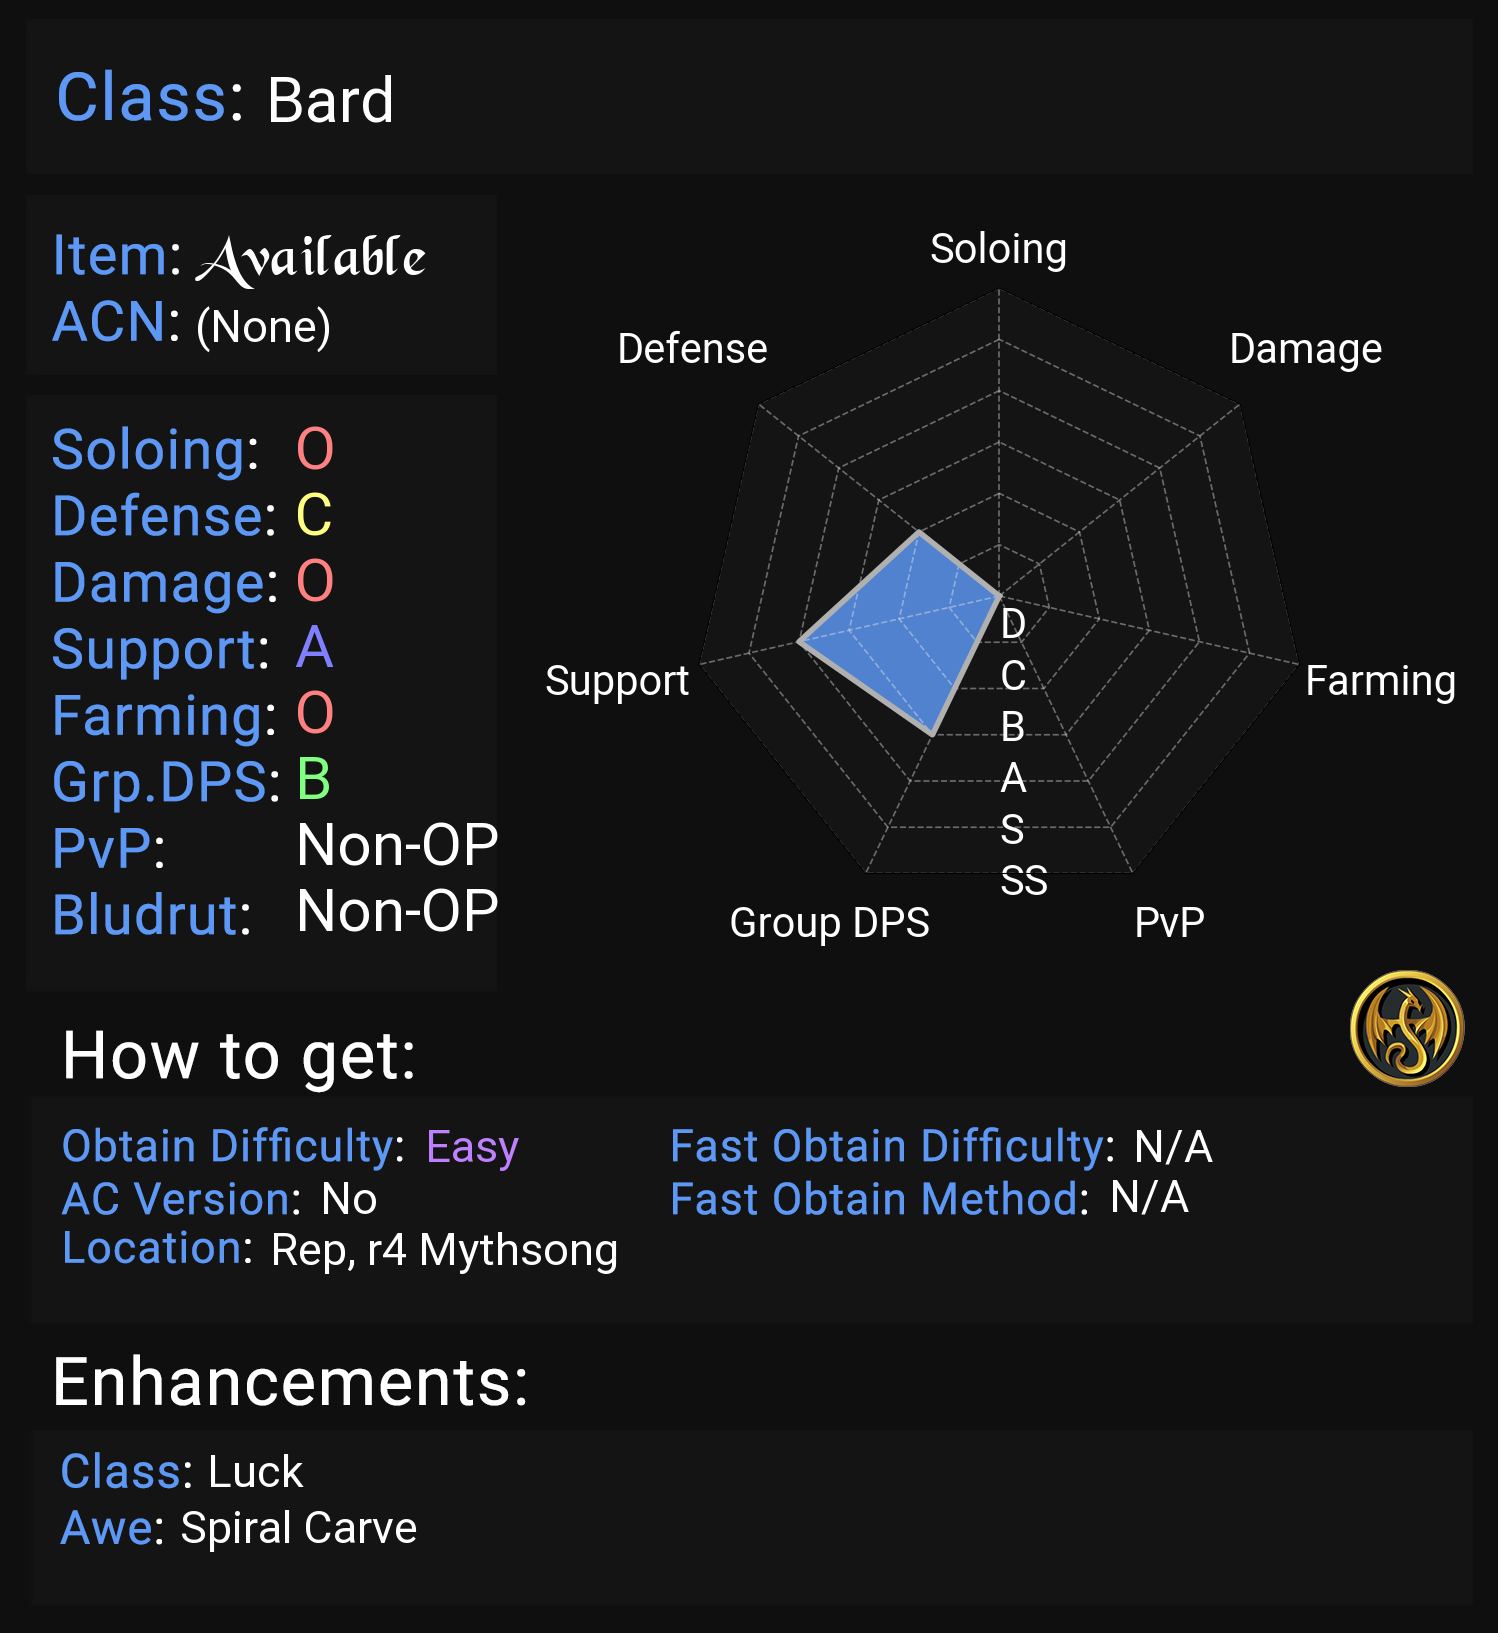 Class: Bard
Item: Available
ACN: (None)
Soloing: O
Defense: C
Damage: O
Support: A
Farming: O
Grp.DPS: B
PvP: Non-OP
Bludrut: Non-OP
Soloing
Defense
Damage
Support
Farming
Group DPS
PvP
D
C
B
A
S
SS
How to get:
Obtain Difficulty: Easy
AC Version: No
Location: Rep, r4 Mythsong
Fast Obtain Difficulty: N/A
Fast Obtain Method: N/A
Enhancements:
Class: Luck
Awe: Spiral Carve